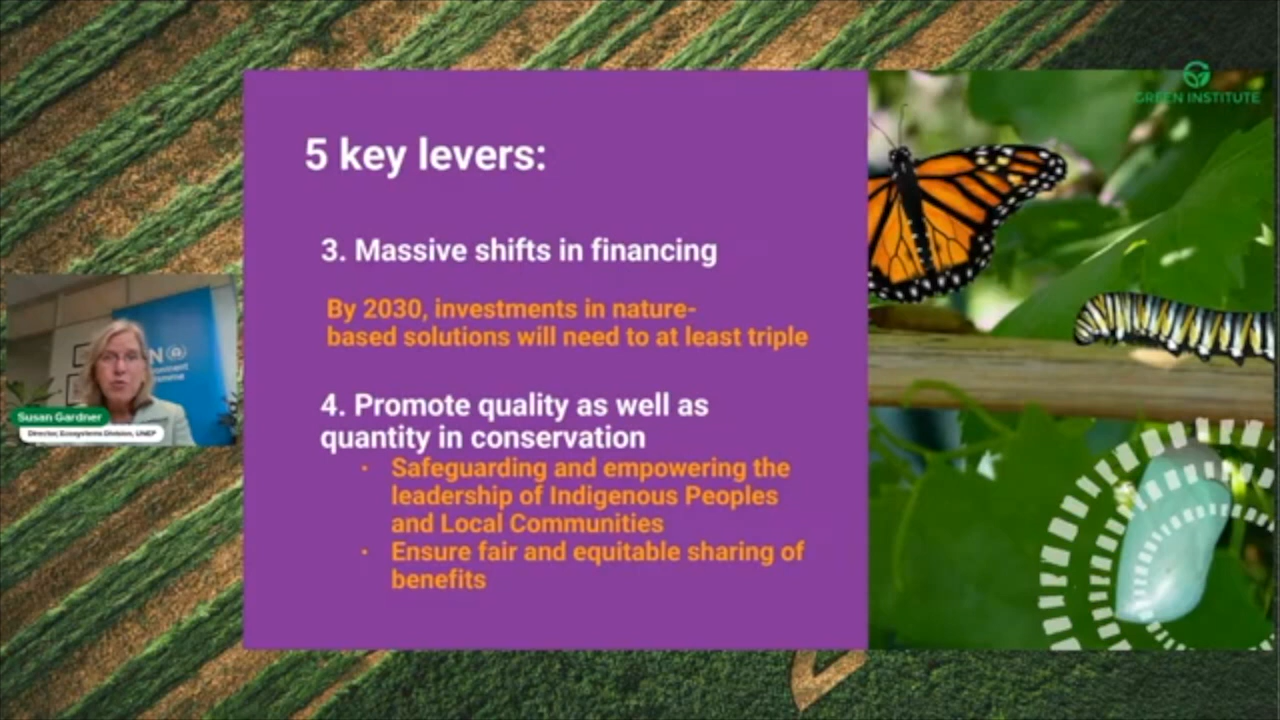 GREEN INSTITUTE
5 key levers:
3. Massive shifts in financing
By 2030, investments in nature-
based solutions will need to at least triple
4. Promote quality as well as
quantity in conservation
· Safeguarding and empowering the
leadership of Indigenous Peoples
and Local Communities
· Ensure fair and equitable sharing of
benefits
Susan Gardner
Director, Ecosystems Division, UNEP